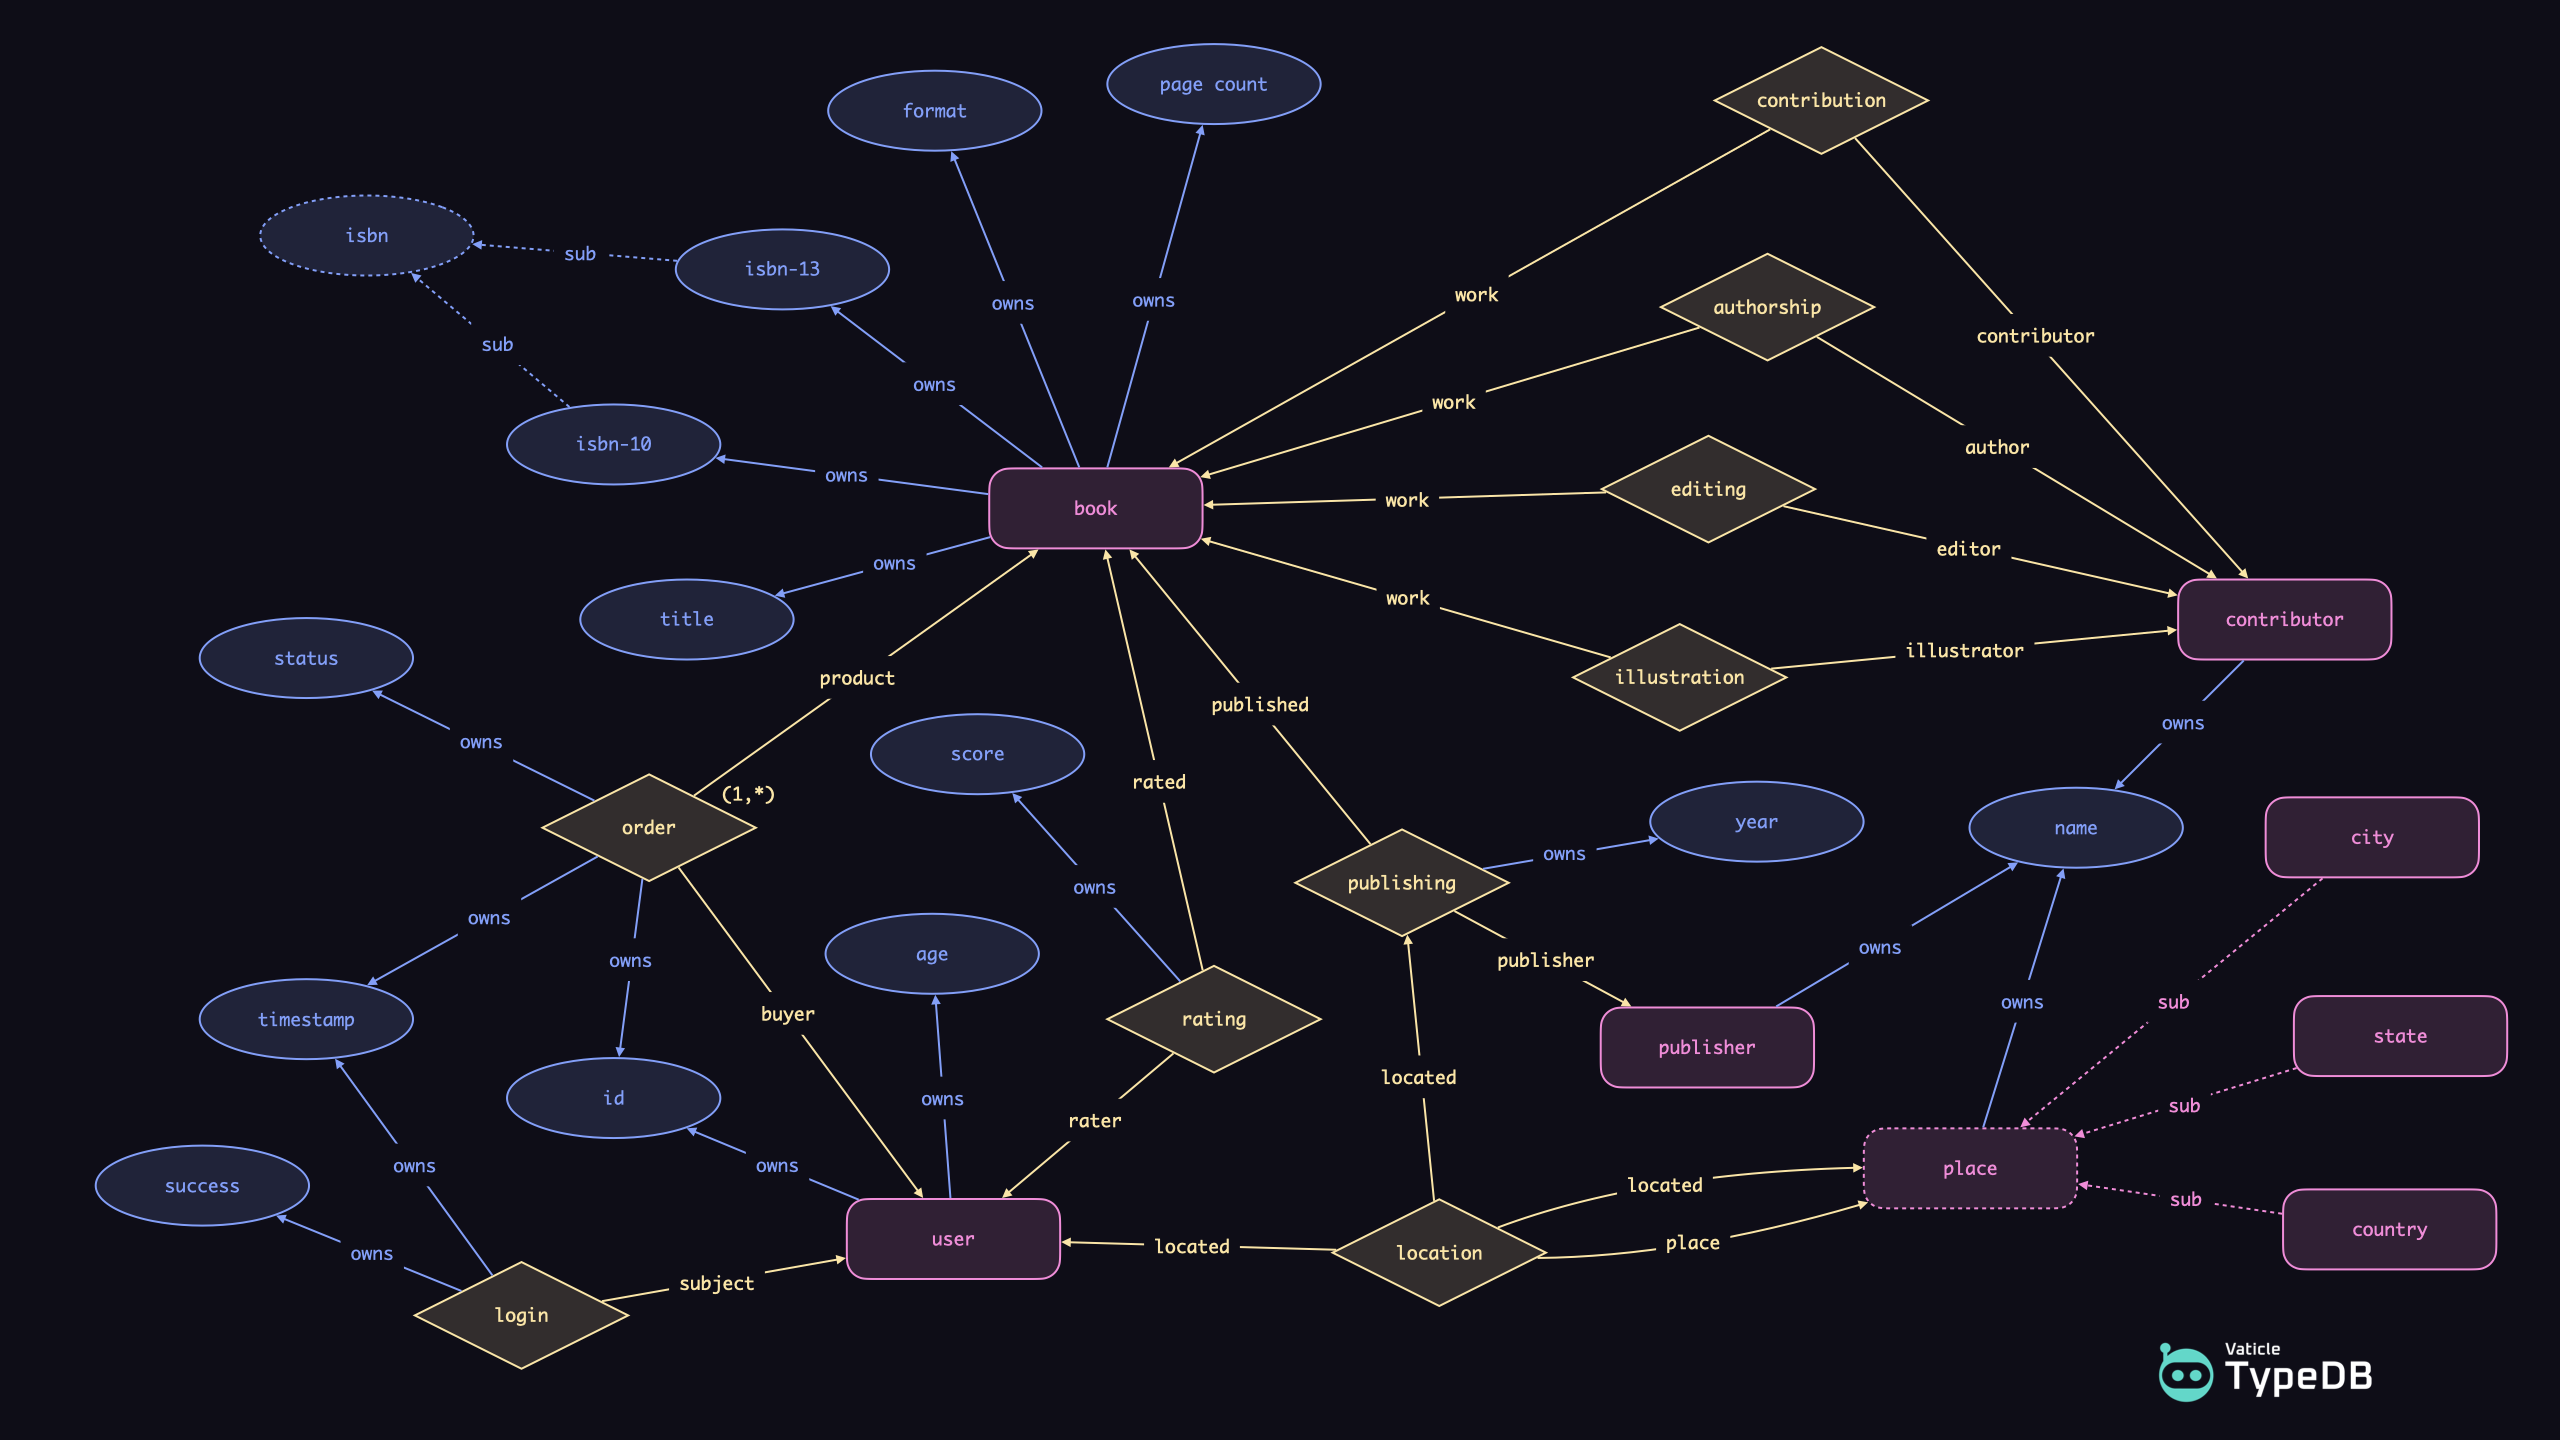 page count
contribution
format
isbn
sub
isbn-13
owns
owns
work
authorship
contributor
sub
owns
work
author
isbn-10
owns
book
work
editing
editor
owns
title
work
contributor
illustrator
illustration
status
product
published
owns
owns
score
rated
(1,*)
order
year
name
city
owns
publishing
owns
owns
owns
age
publisher
owns
owns
timestamp
buyer
rating
owns
sub
state
publisher
located
id
owns
rater
sub
owns
owns
place
success
located
sub
user
located
place
country
owns
subject
location
login
Vaticle
TypeDB